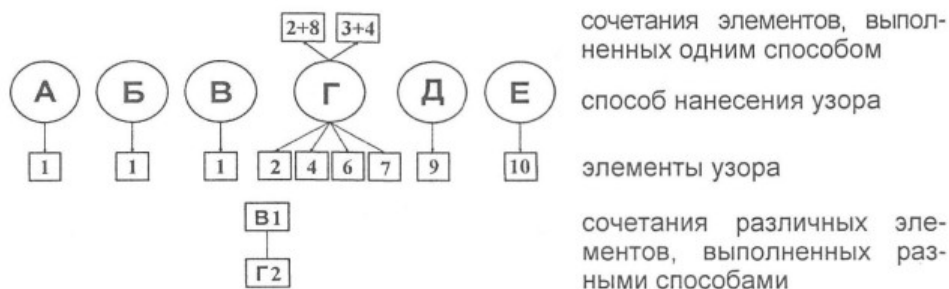 2+8 3+4
сочетания элементов, выпол-
ненных одним способом
А Б В Г Д Е
способ нанесения узора
1 1 1 2 4 6 7 9 10
элементы узора
В1
Г2
сочетания различных эле-
ментов, выполненных раз-
ными способами